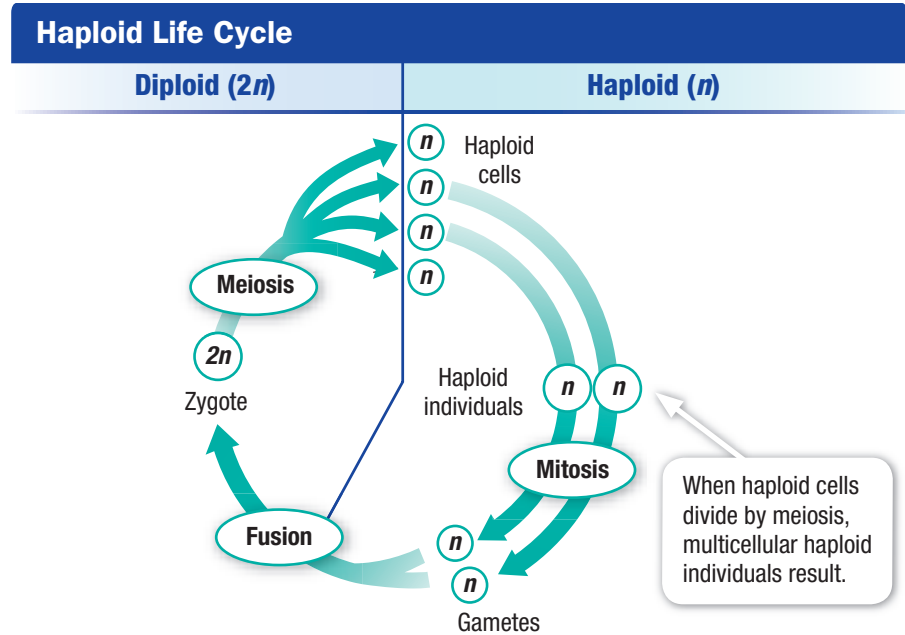 Haploid Life Cycle
Diploid (2n)
Haploid (n)
n
Haploid
cells
n
n
n
Meiosis
2n
Zygote
Haploid
individuals
n
n
Mitosis
When haploid cells
divide by meiosis,
multicellular haploid
individuals result.
Fusion
n
n
Gametes